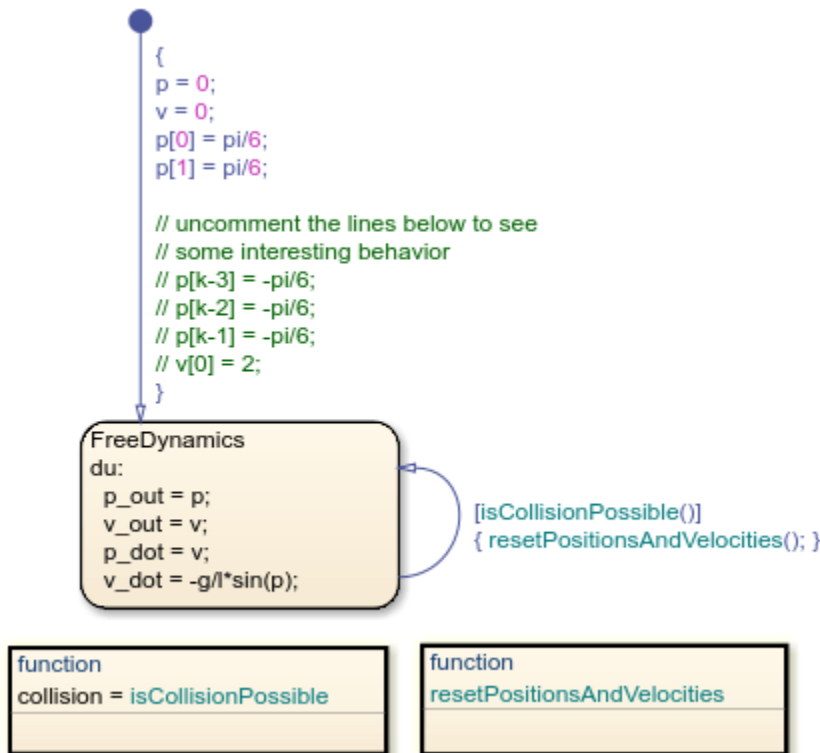 {
p = 0;
v = 0;
p[0] = pi/6;
p[1] = pi/6;
// uncomment the lines below to see
// some interesting behavior
// p[k-3] = -pi/6;
// p[k-2] = -pi/6;
// p[k-1] = -pi/6;
// v[0] = 2;
}
FreeDynamics
du:
p_out = p;
v_out = v;
p_dot = v;
v_dot = -g/l*sin(p);
[isCollisionPossible()]
{ resetPositionsAndVelocities(); }
function
collision = isCollisionPossible
function
resetPositionsAndVelocities